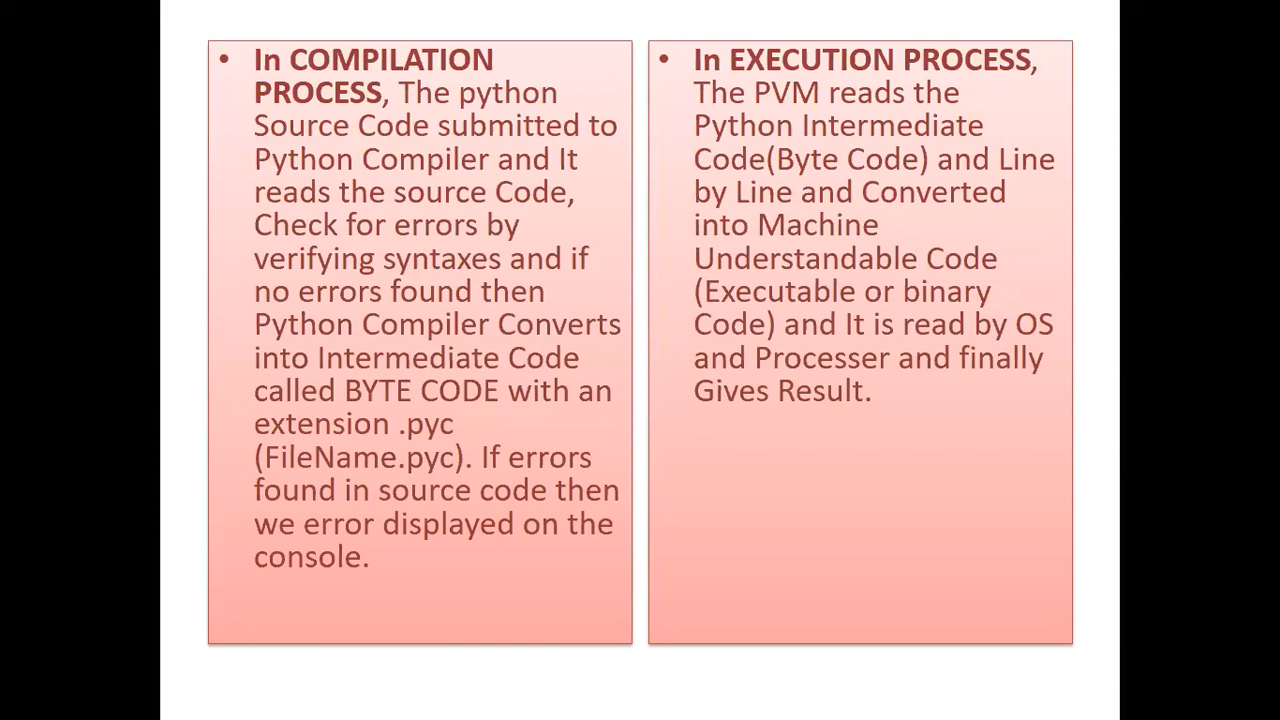 • In COMPILATION
PROCESS, The python
Source Code submitted to
Python Compiler and It
reads the source Code,
Check for errors by
verifying syntaxes and if
no errors found then
Python Compiler Converts
into Intermediate Code
called BYTE CODE with an
extension .pyc
(FileName.pyc). If errors
found in source code then
we error displayed on the
console.
• In EXECUTION PROCESS,
The PVM reads the
Python Intermediate
Code(Byte Code) and Line
by Line and Converted
into Machine
Understandable Code
(Executable or binary
Code) and It is read by OS
and Processer and finally
Gives Result.